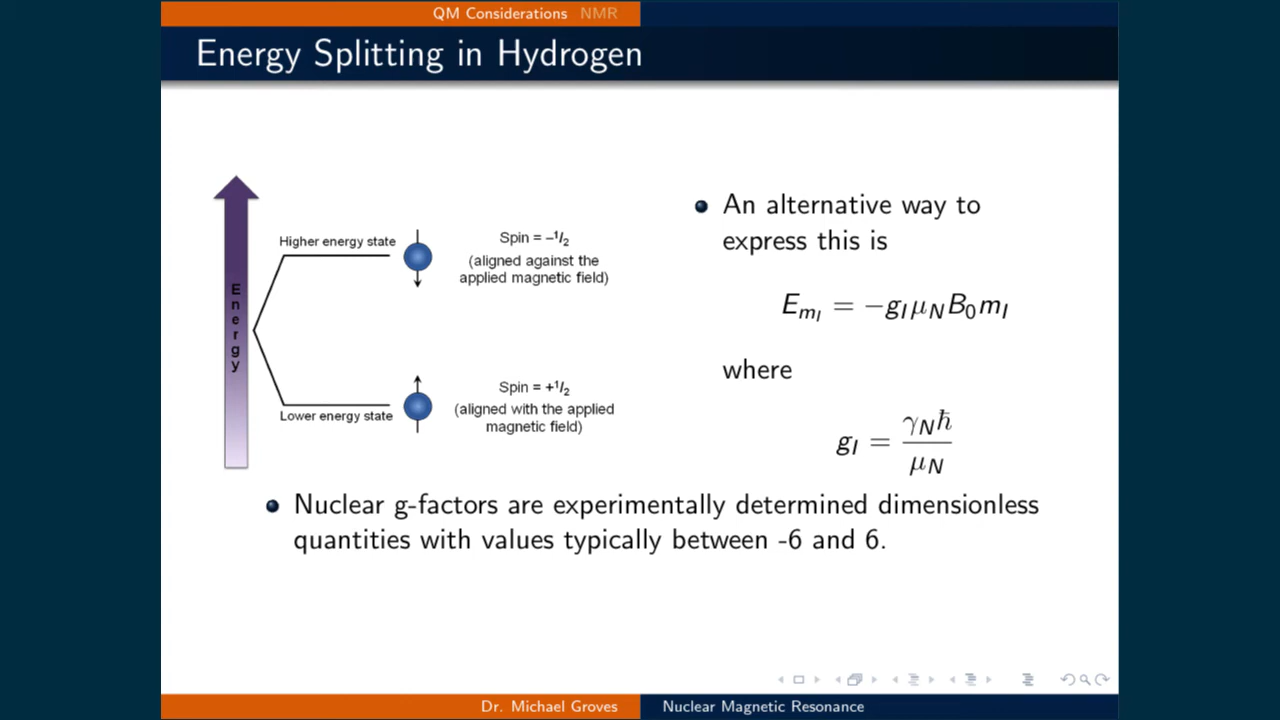 QM Considerations NMR
Energy Splitting in Hydrogen
Energy
Higher energy state
Spin = –1/2
(aligned against the
applied magnetic field)
Lower energy state
Spin = +1/2
(aligned with the applied
magnetic field)
An alternative way to
express this is
E_{m_I} = −g_I μ_N B_0 m_I
where
g_I = γ_N ℏ / μ_N
Nuclear g-factors are experimentally determined dimensionless
quantities with values typically between -6 and 6.
Dr. Michael Groves Nuclear Magnetic Resonance